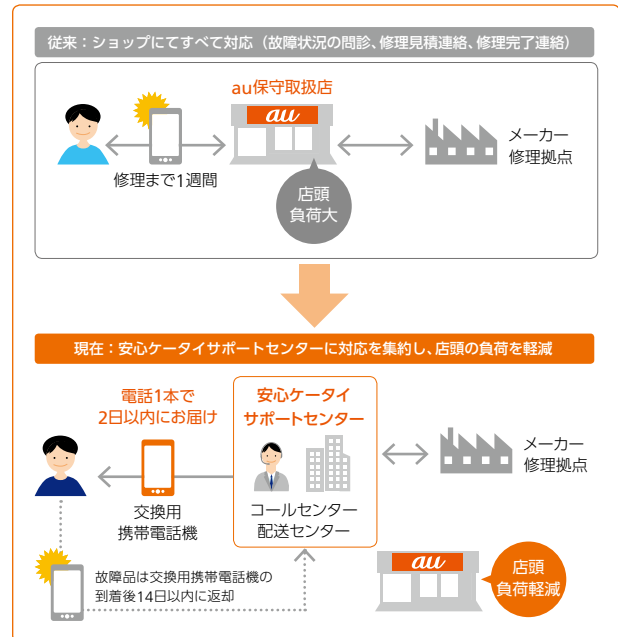 従来：ショップにてすべて対応（故障状況の問診、修理見積連絡、修理完了連絡）
au保守取扱店
au
修理まで1週間
メーカー
修理拠点
店頭
負荷大
現在：安心ケータイサポートセンターに対応を集約し、店頭の負荷を軽減
電話1本で
2日以内にお届け
安心ケータイ
サポートセンター
交換用
携帯電話機
コールセンター
配送センター
メーカー
修理拠点
故障品は交換用携帯電話機の
到着後14日以内に返却
au
店頭
負荷軽減